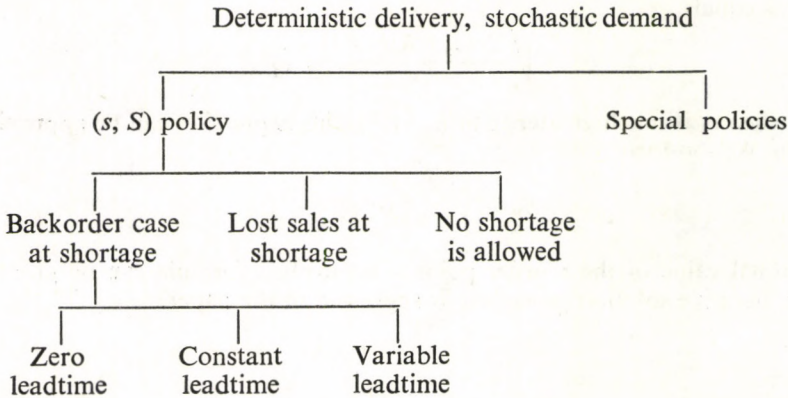 Deterministic delivery, stochastic demand
(s, S) policy
Special policies
Backorder case
at shortage
Lost sales at
shortage
No shortage
is allowed
Zero
leadtime
Constant
leadtime
Variable
leadtime